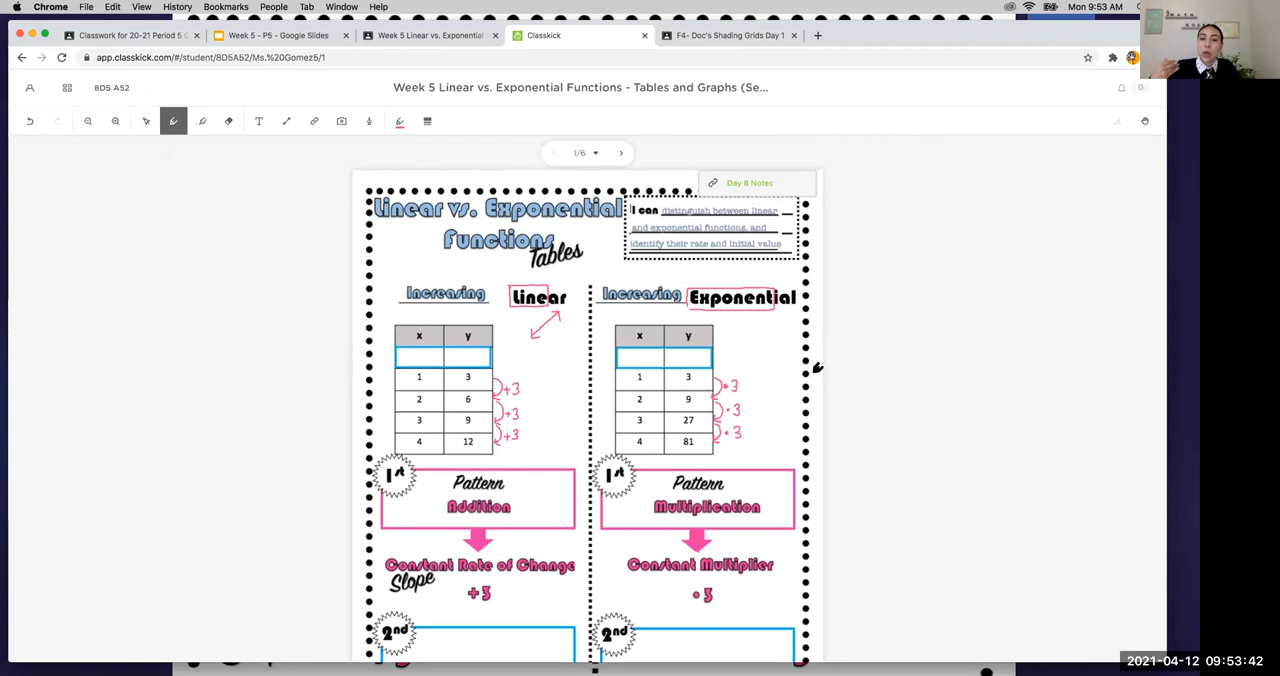 Chrome File Edit View History Bookmarks People Tab Window Help Mon 9:53 AM
Classwork for 20-21 Period 5 Week 5 - P5 - Google Slides Week 5 Linear vs. Exponential Classkick F4- Doc's Shading Grids Day 1
app.classkick.com/#/student/BD5A52/Ms.%20Gomez5/1
BD5 A52 Week 5 Linear vs. Exponential Functions - Tables and Graphs (Se... 0
T
1/6
Day 8 Notes
Linear vs. Exponential
Functions
Tables
I can distinguish between linear
and exponential functions, and
identify their rate and initial value
Increasing Linear
x y
1 3
2 6
3 9
4 12
+3
+3
+3
1st
Pattern
Addition
Constant Rate of Change
Slope
+3
2nd
Increasing Exponential
x y
1 3
2 9
3 27
4 81
•3
•3
•3
1st
Pattern
Multiplication
Constant Multiplier
•3
2nd
2021-04-12 09:53:42